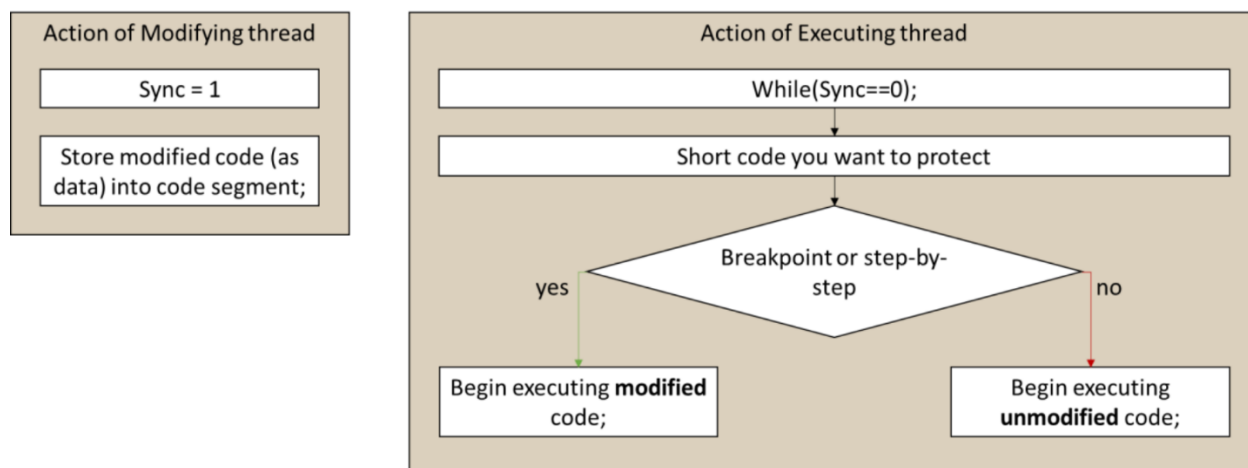 Action of Modifying thread
Sync = 1
Store modified code (as
data) into code segment;
Action of Executing thread
While(Sync==0);
Short code you want to protect
Breakpoint or step-by-
step
yes
no
Begin executing modified
code;
Begin executing
unmodified code;